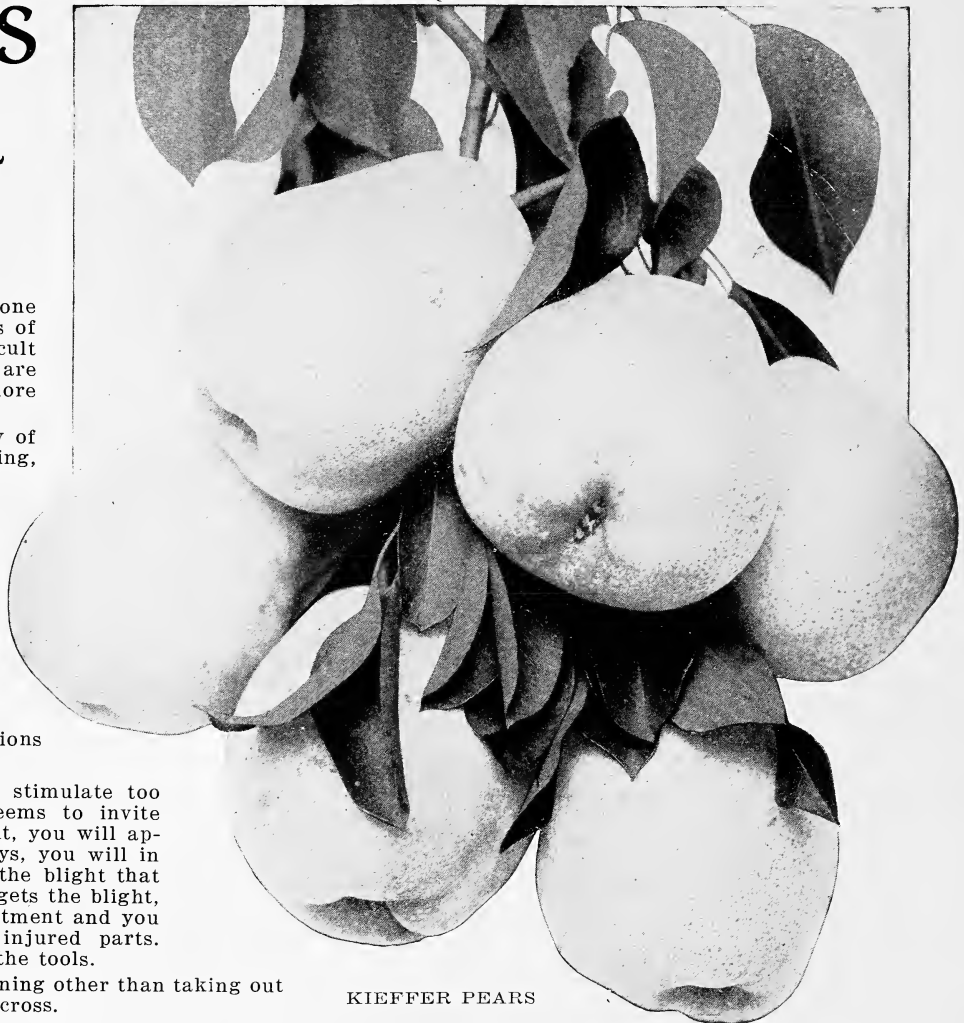 S
one
s of
cult
are
ore
y of
ing,
ions
stimulate too
eems to invite
t, you will ap-
ys, you will in
the blight that
gets the blight,
tment and you
injured parts.
the tools.
ning other than taking out
cross.
KIEFFER PEARS